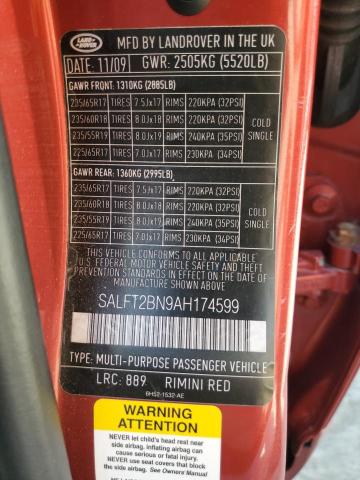 LAND ROVER
MFD BY LANDROVER IN THE UK
DATE: 11/09 GWR: 2505KG (5520LB)
GAWR FRONT: 1310KG (2885LB)
235/65R17 TIRES 7.5Jx17 RIMS 220KPA (32PSI)
235/60R18 TIRES 8.0Jx18 RIMS 220KPA (32PSI)
235/55R19 TIRES 8.0Jx19 RIMS 240KPA (35PSI)
225/65R17 TIRES 7.0Jx17 RIMS 230KPA (34PSI)
COLD
SINGLE
GAWR REAR: 1360KG (2995LB)
235/65R17 TIRES 7.5Jx17 RIMS 220KPA (32PSI)
235/60R18 TIRES 8.0Jx18 RIMS 220KPA (32PSI)
235/55R19 TIRES 8.0Jx19 RIMS 240KPA (35PSI)
225/65R17 TIRES 7.0Jx17 RIMS 230KPA (34PSI)
COLD
SINGLE
THIS VEHICLE CONFORMS TO ALL APPLICABLE
U.S. FEDERAL MOTOR VEHICLE SAFETY AND
THEFT PREVENTION STANDARDS IN EFFECT
ON THE DATE OF MANUFACTURE
SHOWN ABOVE
SALFT2BN9AH174599
TYPE: MULTI-PURPOSE PASSENGER VEHICLE
LRC: 889 RIMINI RED
6H52-1532-AE
WARNING
ATTENTION
NEVER let child's head rest near
side airbag. inflating airbag can
cause serious or fatal injury.
NEVER use seat covers that block
the side airbag. See Owner's Manual.